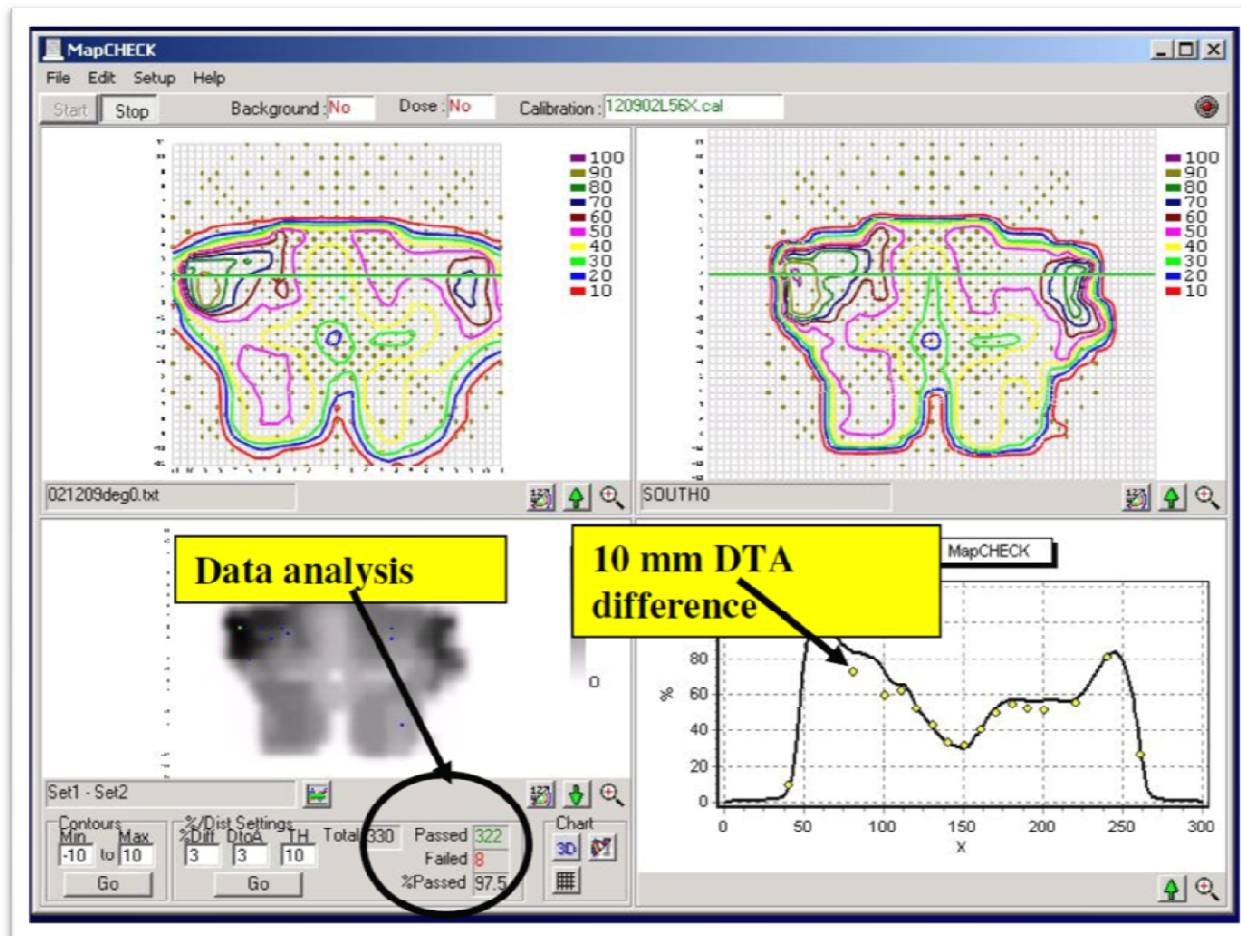 MapCHECK
File Edit Setup Help
Start Stop Background : No Dose : No Calibration : 120902L56X.cal
100
90
80
70
60
50
40
30
20
10
100
90
80
70
60
50
40
30
20
10
021209deg0.txt
SOUTH0
Data analysis
0
10 mm DTA
difference
MapCHECK
80
60
40
20
0
%
0 50 100 150 200 250 300
X
Set1 - Set2
Contours
Min Max
-10 to 10
Go
%/Dist Settings
%Diff DtoA TH
3 3 10
Go
Total 330
Passed 322
Failed 8
%Passed 97.5
Chart
3D